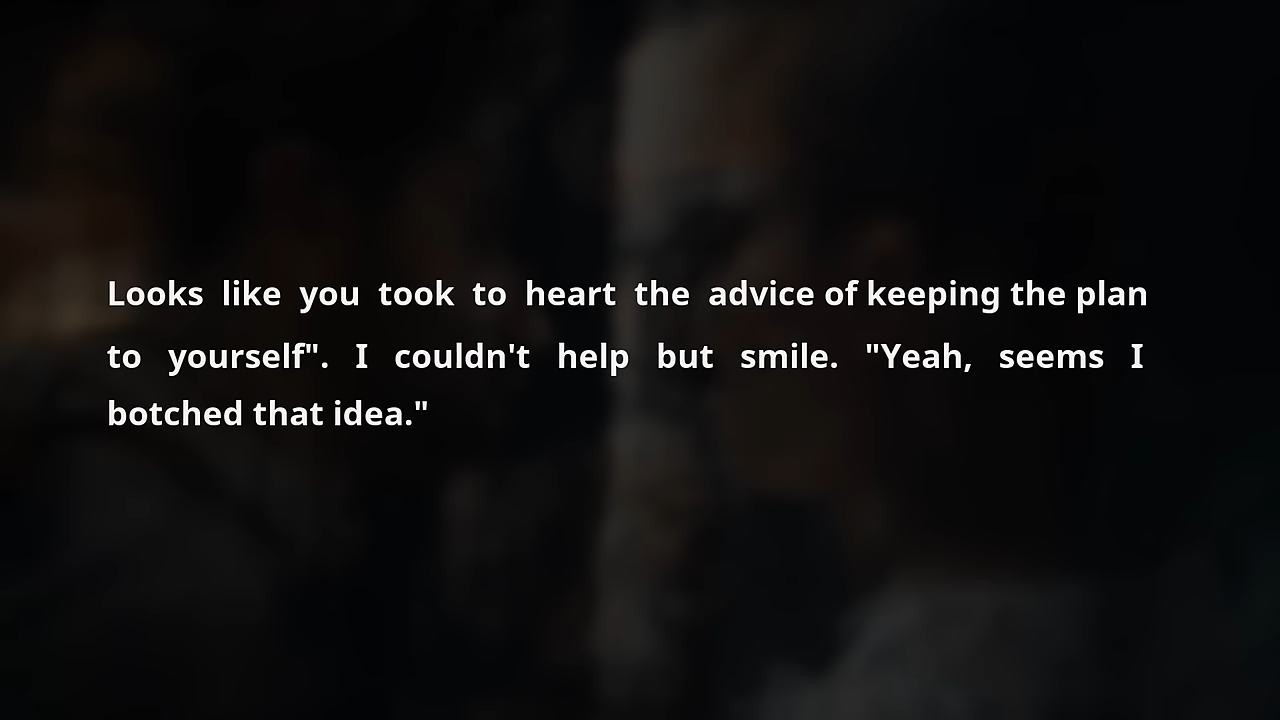 Looks like you took to heart the advice of keeping the plan
to yourself". I couldn't help but smile. "Yeah, seems I
botched that idea."